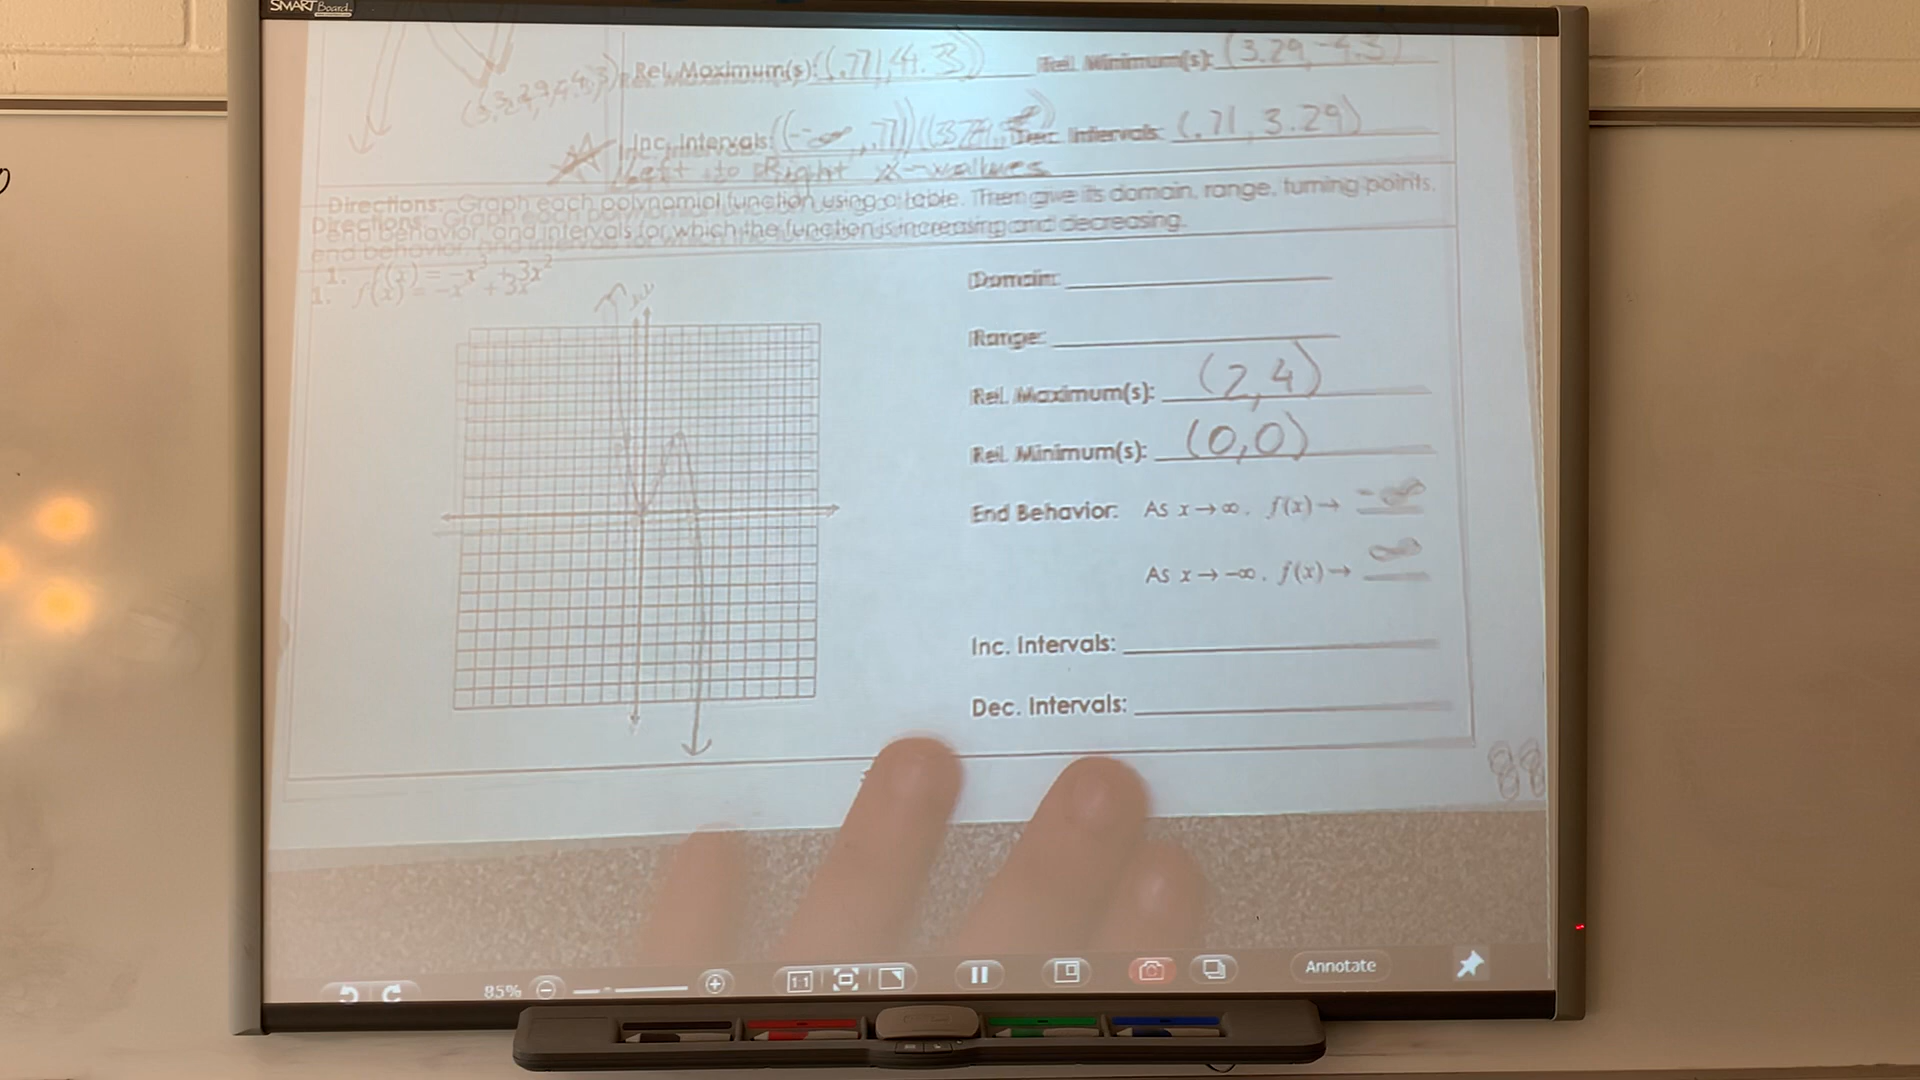 SMART Board
Rel. Maximum(s): (.71, 4.3) Rel. Minimum(s): (3.29, -4.3)
(3.29, -4.3)
Inc. Intervals: (-∞, .71) (3.29, ∞) Dec. Intervals: (.71, 3.29)
Left to Right x-values
Directions: Graph each polynomial function using a table. Then give its domain, range, turning points,
end behavior, and intervals for which the function is increasing and decreasing.
1. f(x) = -x³ + 3x²
Domain:
Range:
Rel. Maximum(s): (2,4)
Rel. Minimum(s): (0,0)
End Behavior: As x → ∞, f(x) → -∞
As x → -∞, f(x) → ∞
Inc. Intervals:
Dec. Intervals:
85% 1:1 Annotate